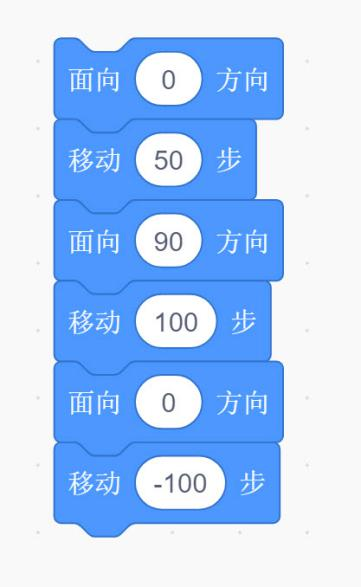 面向 0 方向
移动 50 步
面向 90 方向
移动 100 步
面向 0 方向
移动 -100 步